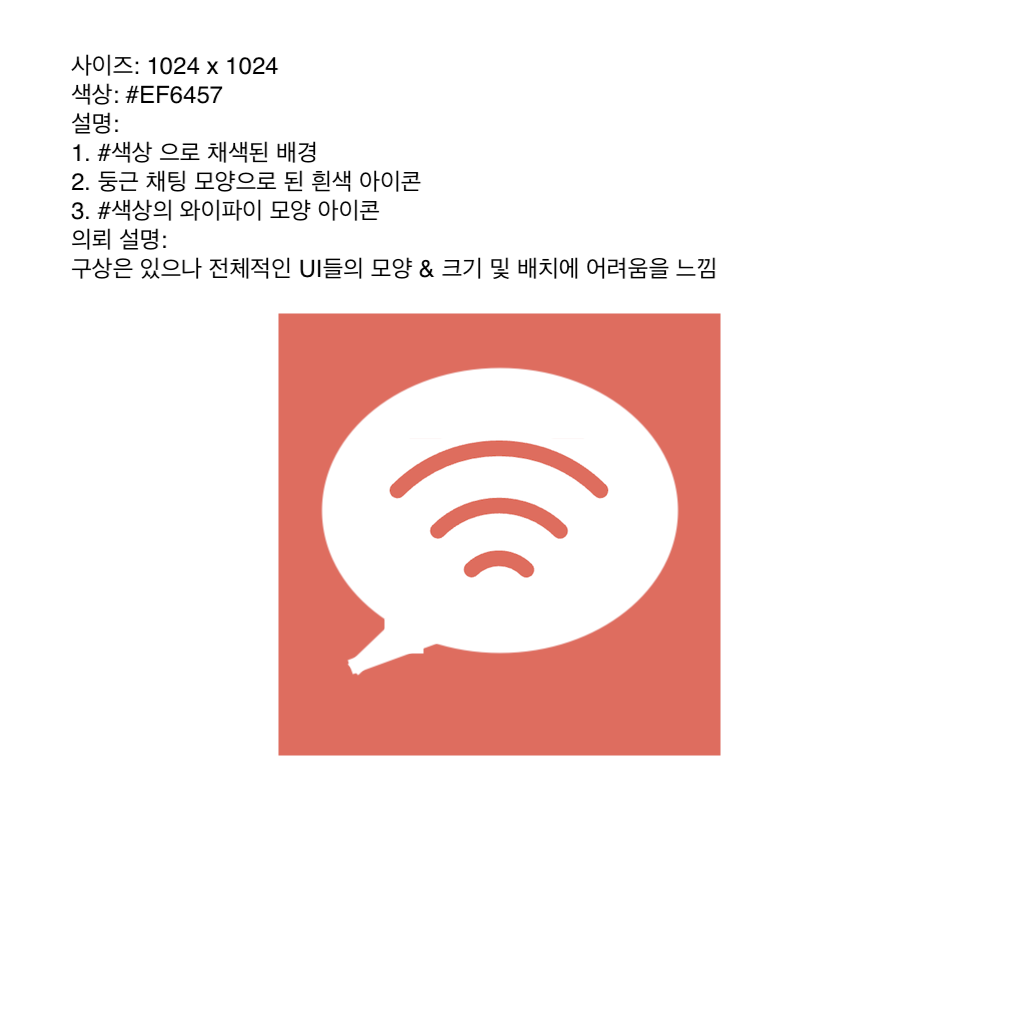 사이즈: 1024 x 1024
색상: #EF6457
설명:
1. #색상 으로 채색된 배경
2. 둥근 채팅 모양으로 된 흰색 아이콘
3. #색상의 와이파이 모양 아이콘
의뢰 설명:
구상은 있으나 전체적인 UI들의 모양 & 크기 및 배치에 어려움을 느낌